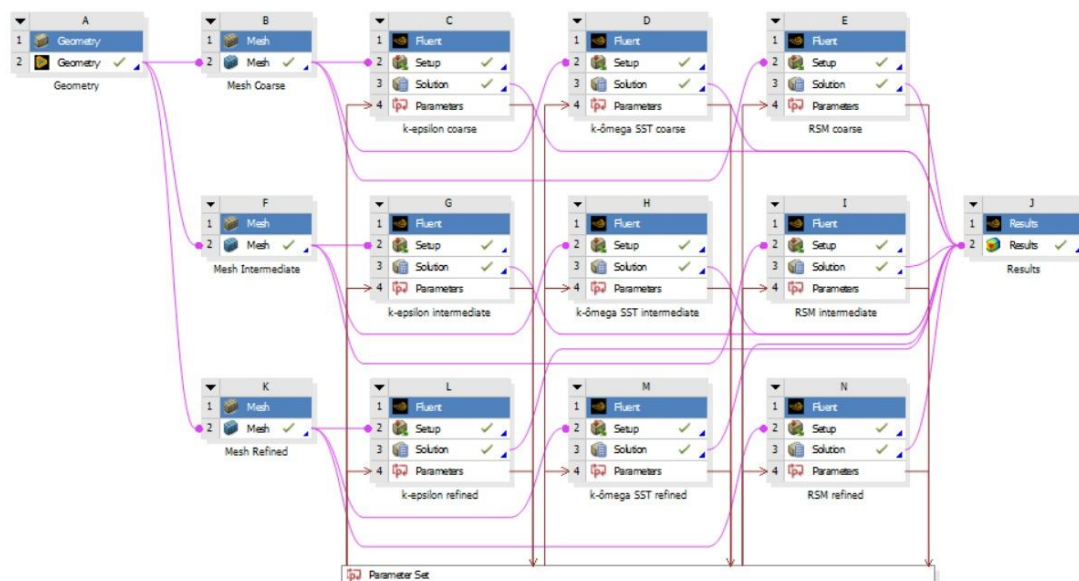 A
1 Geometry
2 Geometry
Geometry
B
1 Mesh
2 Mesh
Mesh Coarse
C
1 Fluent
2 Setup
3 Solution
4 Parameters
k-epsilon coarse
D
1 Fluent
2 Setup
3 Solution
4 Parameters
k-ômega SST coarse
E
1 Fluent
2 Setup
3 Solution
4 Parameters
RSM coarse
F
1 Mesh
2 Mesh
Mesh Intermediate
G
1 Fluent
2 Setup
3 Solution
4 Parameters
k-epsilon intermediate
H
1 Fluent
2 Setup
3 Solution
4 Parameters
k-ômega SST intermediate
I
1 Fluent
2 Setup
3 Solution
4 Parameters
RSM intermediate
J
1 Results
2 Results
Results
K
1 Mesh
2 Mesh
Mesh Refined
L
1 Fluent
2 Setup
3 Solution
4 Parameters
k-epsilon refined
M
1 Fluent
2 Setup
3 Solution
4 Parameters
k-ômega SST refined
N
1 Fluent
2 Setup
3 Solution
4 Parameters
RSM refined
Parameter Set